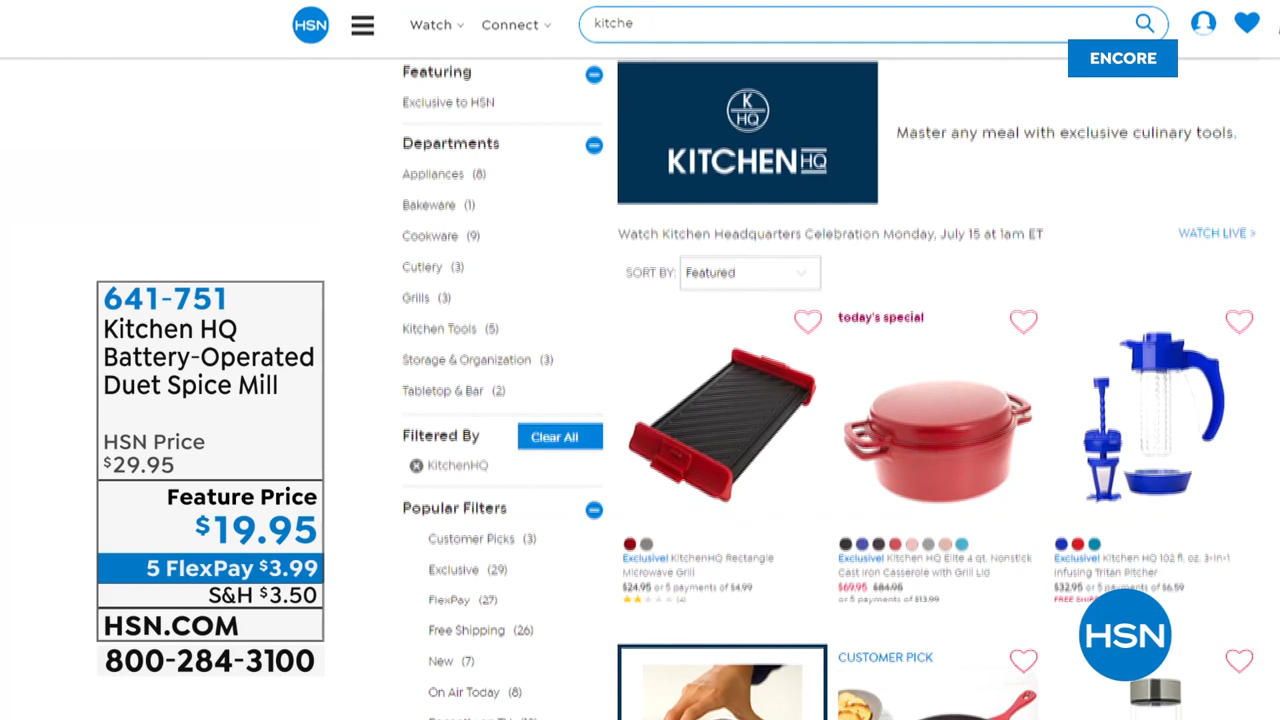 HSN
Watch
Connect
kitche
ENCORE
Featuring
Exclusive to HSN
Departments
Appliances (8)
Bakeware (1)
Cookware (9)
Cutlery (3)
Grills (3)
Kitchen Tools (5)
Storage & Organization (3)
Tabletop & Bar (2)
Filtered By
Clear All
KitchenHQ
Popular Filters
Customer Picks (3)
Exclusive (29)
FlexPay (27)
Free Shipping (26)
New (7)
On Air Today (8)
K
HQ
KITCHEN HQ
Master any meal with exclusive culinary tools.
Watch Kitchen Headquarters Celebration Monday, July 15 at 1am ET
WATCH LIVE »
SORT BY: Featured
Exclusive! KitchenHQ Rectangle
Microwave Grill
$24.95 or 5 payments of $4.99
(4)
today's special
Exclusive! Kitchen HQ Elite 4 qt. Nonstick
Cast Iron Casserole with Grill Lid
$69.95 $84.95
or 5 payments of $13.99
Exclusive! Kitchen HQ 102 fl. oz. 3-in-1
Infusing Tritan Pitcher
$32.95 or 5 payments of $6.59
FREE
CUSTOMER PICK
641-751
Kitchen HQ
Battery-Operated
Duet Spice Mill
HSN Price
$29.95
Feature Price
$19.95
5 FlexPay $3.99
S&H $3.50
HSN.COM
800-284-3100
HSN